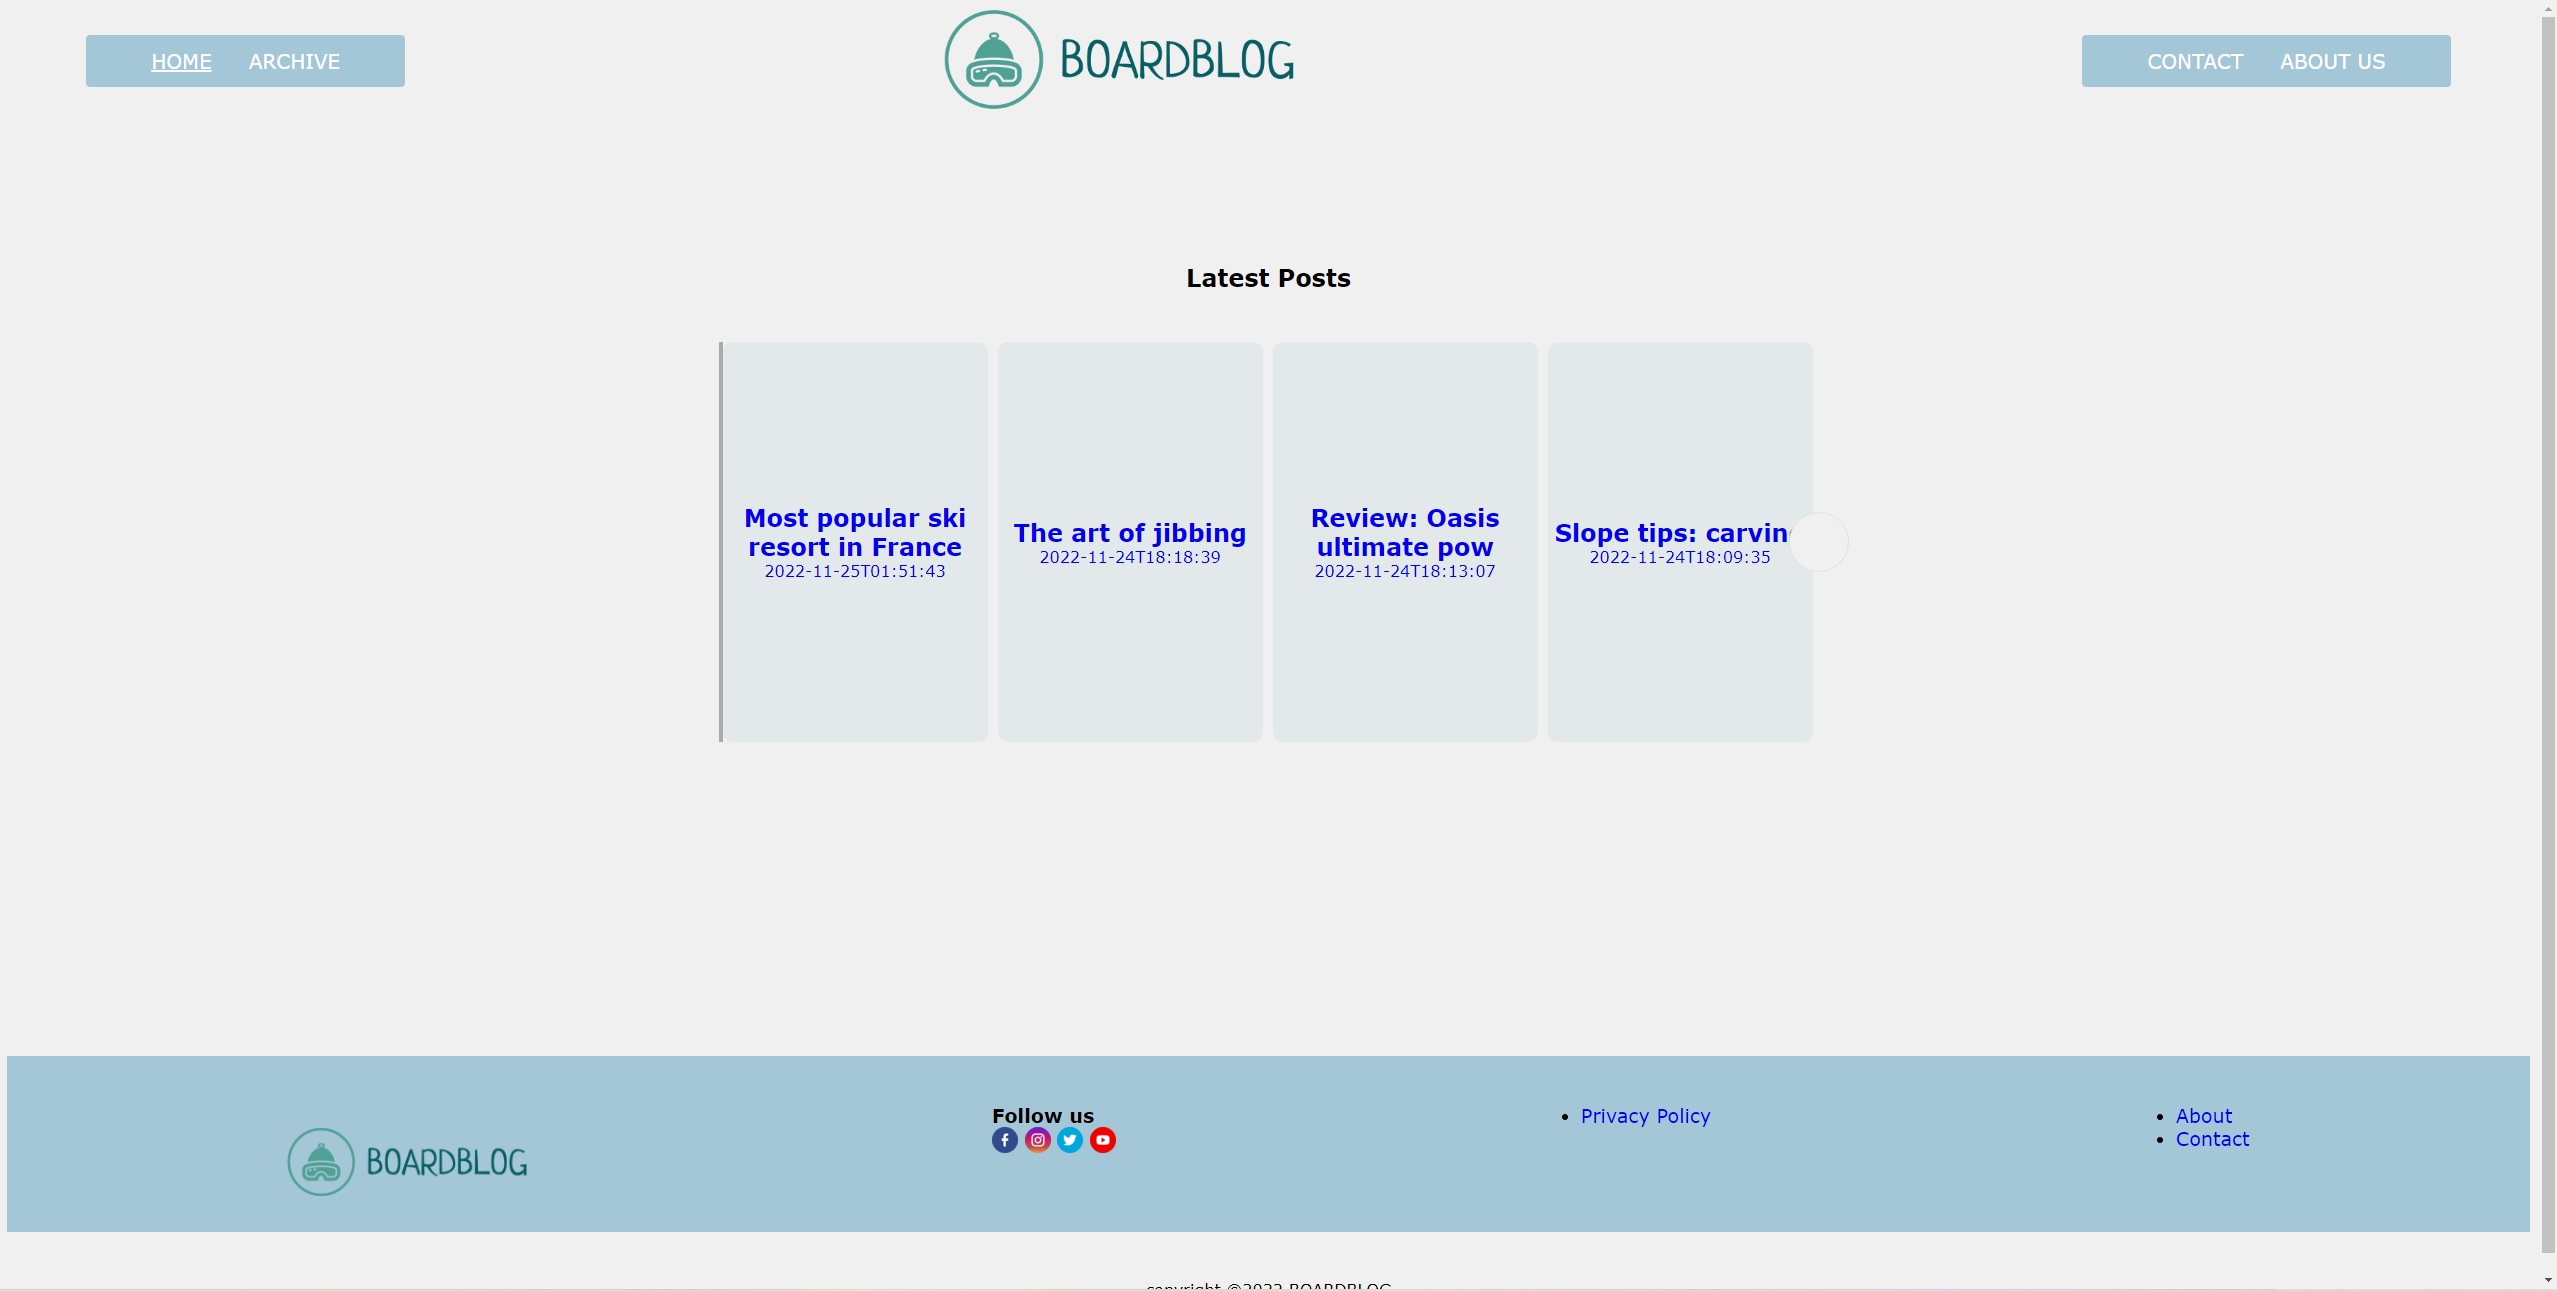 HOME ARCHIVE
BOARDBLOG
CONTACT ABOUT US
Latest Posts
Most popular ski
resort in France
2022-11-25T01:51:43
The art of jibbing
2022-11-24T18:18:39
Review: Oasis
ultimate pow
2022-11-24T18:13:07
Slope tips: carvin
2022-11-24T18:09:35
BOARDBLOG
Follow us
Privacy Policy
About
Contact
copyright ©2022 BOARDBLOG